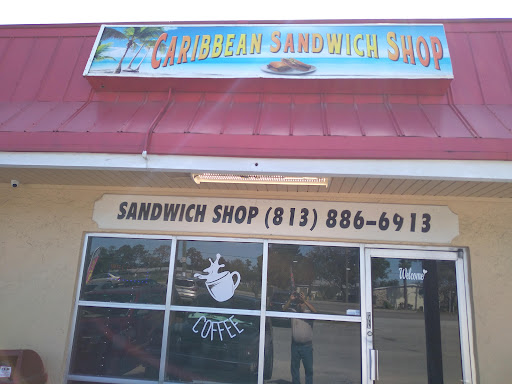 CARIBBEAN SANDWICH SHOP
SANDWICH SHOP (813) 886-6913
Welcome
COFFEE